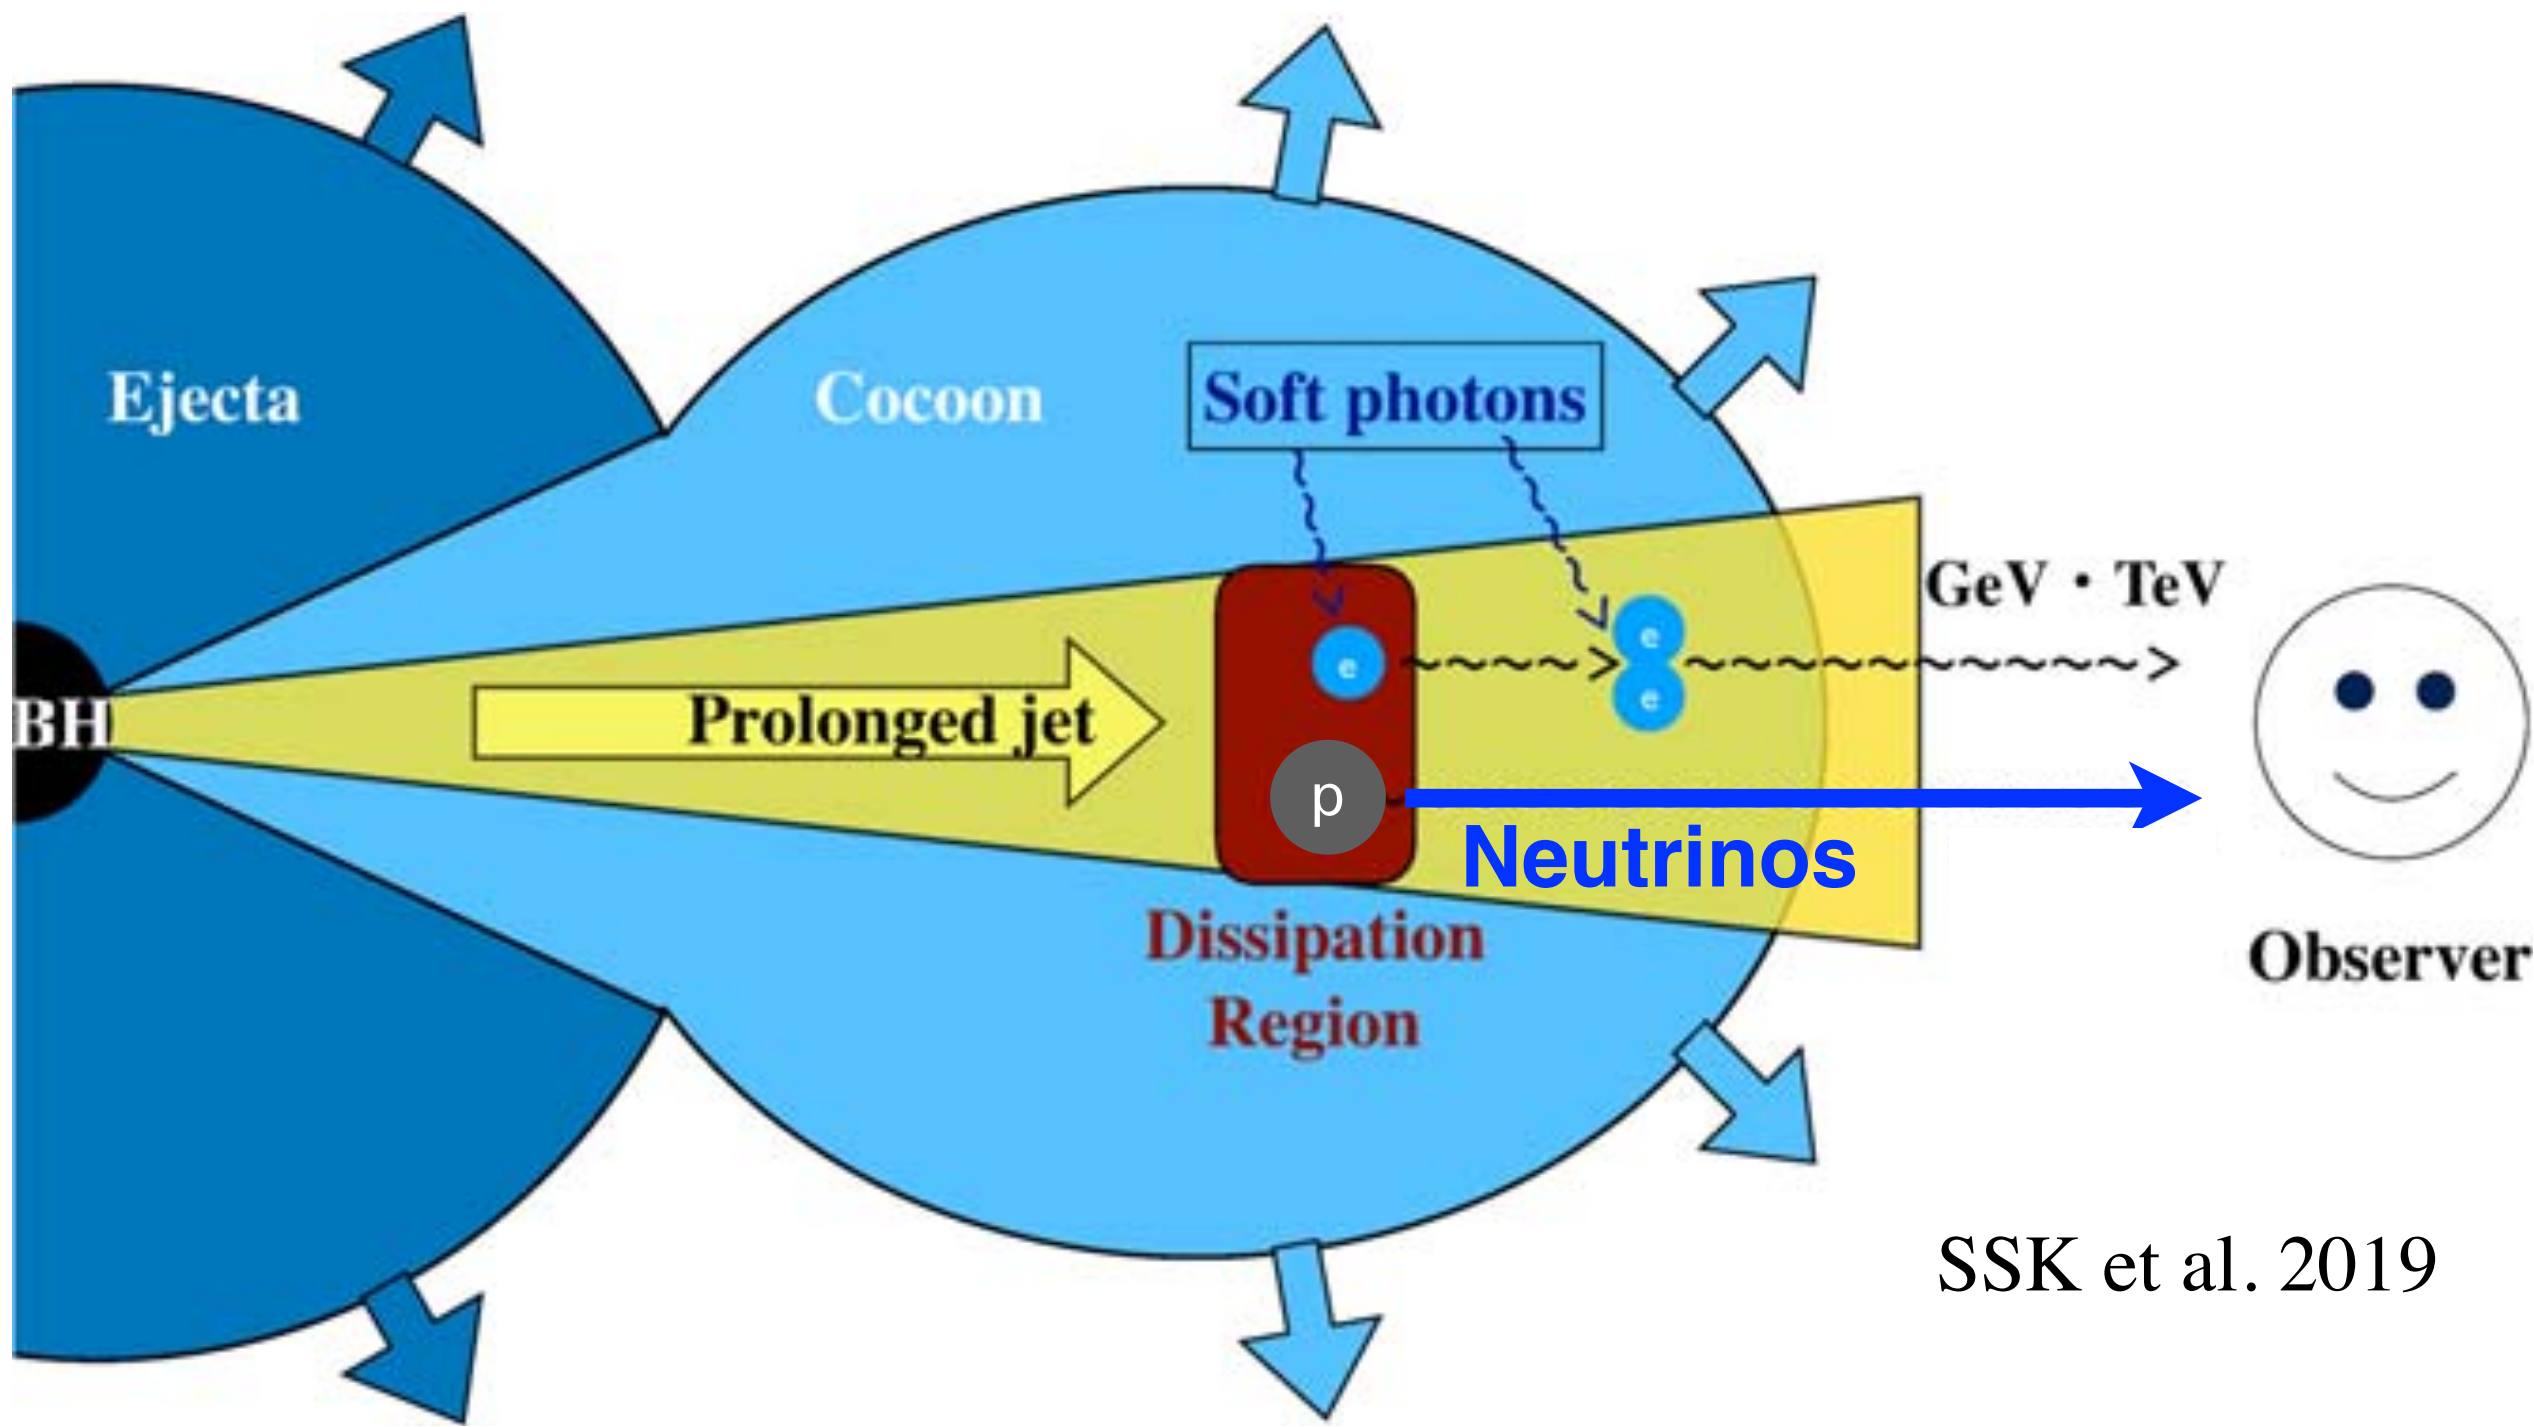 Ejecta
Cocoon
Soft photons
GeV・TeV
e
e
e
BH
Prolonged jet
p
Neutrinos
Dissipation
Region
Observer
SSK et al. 2019